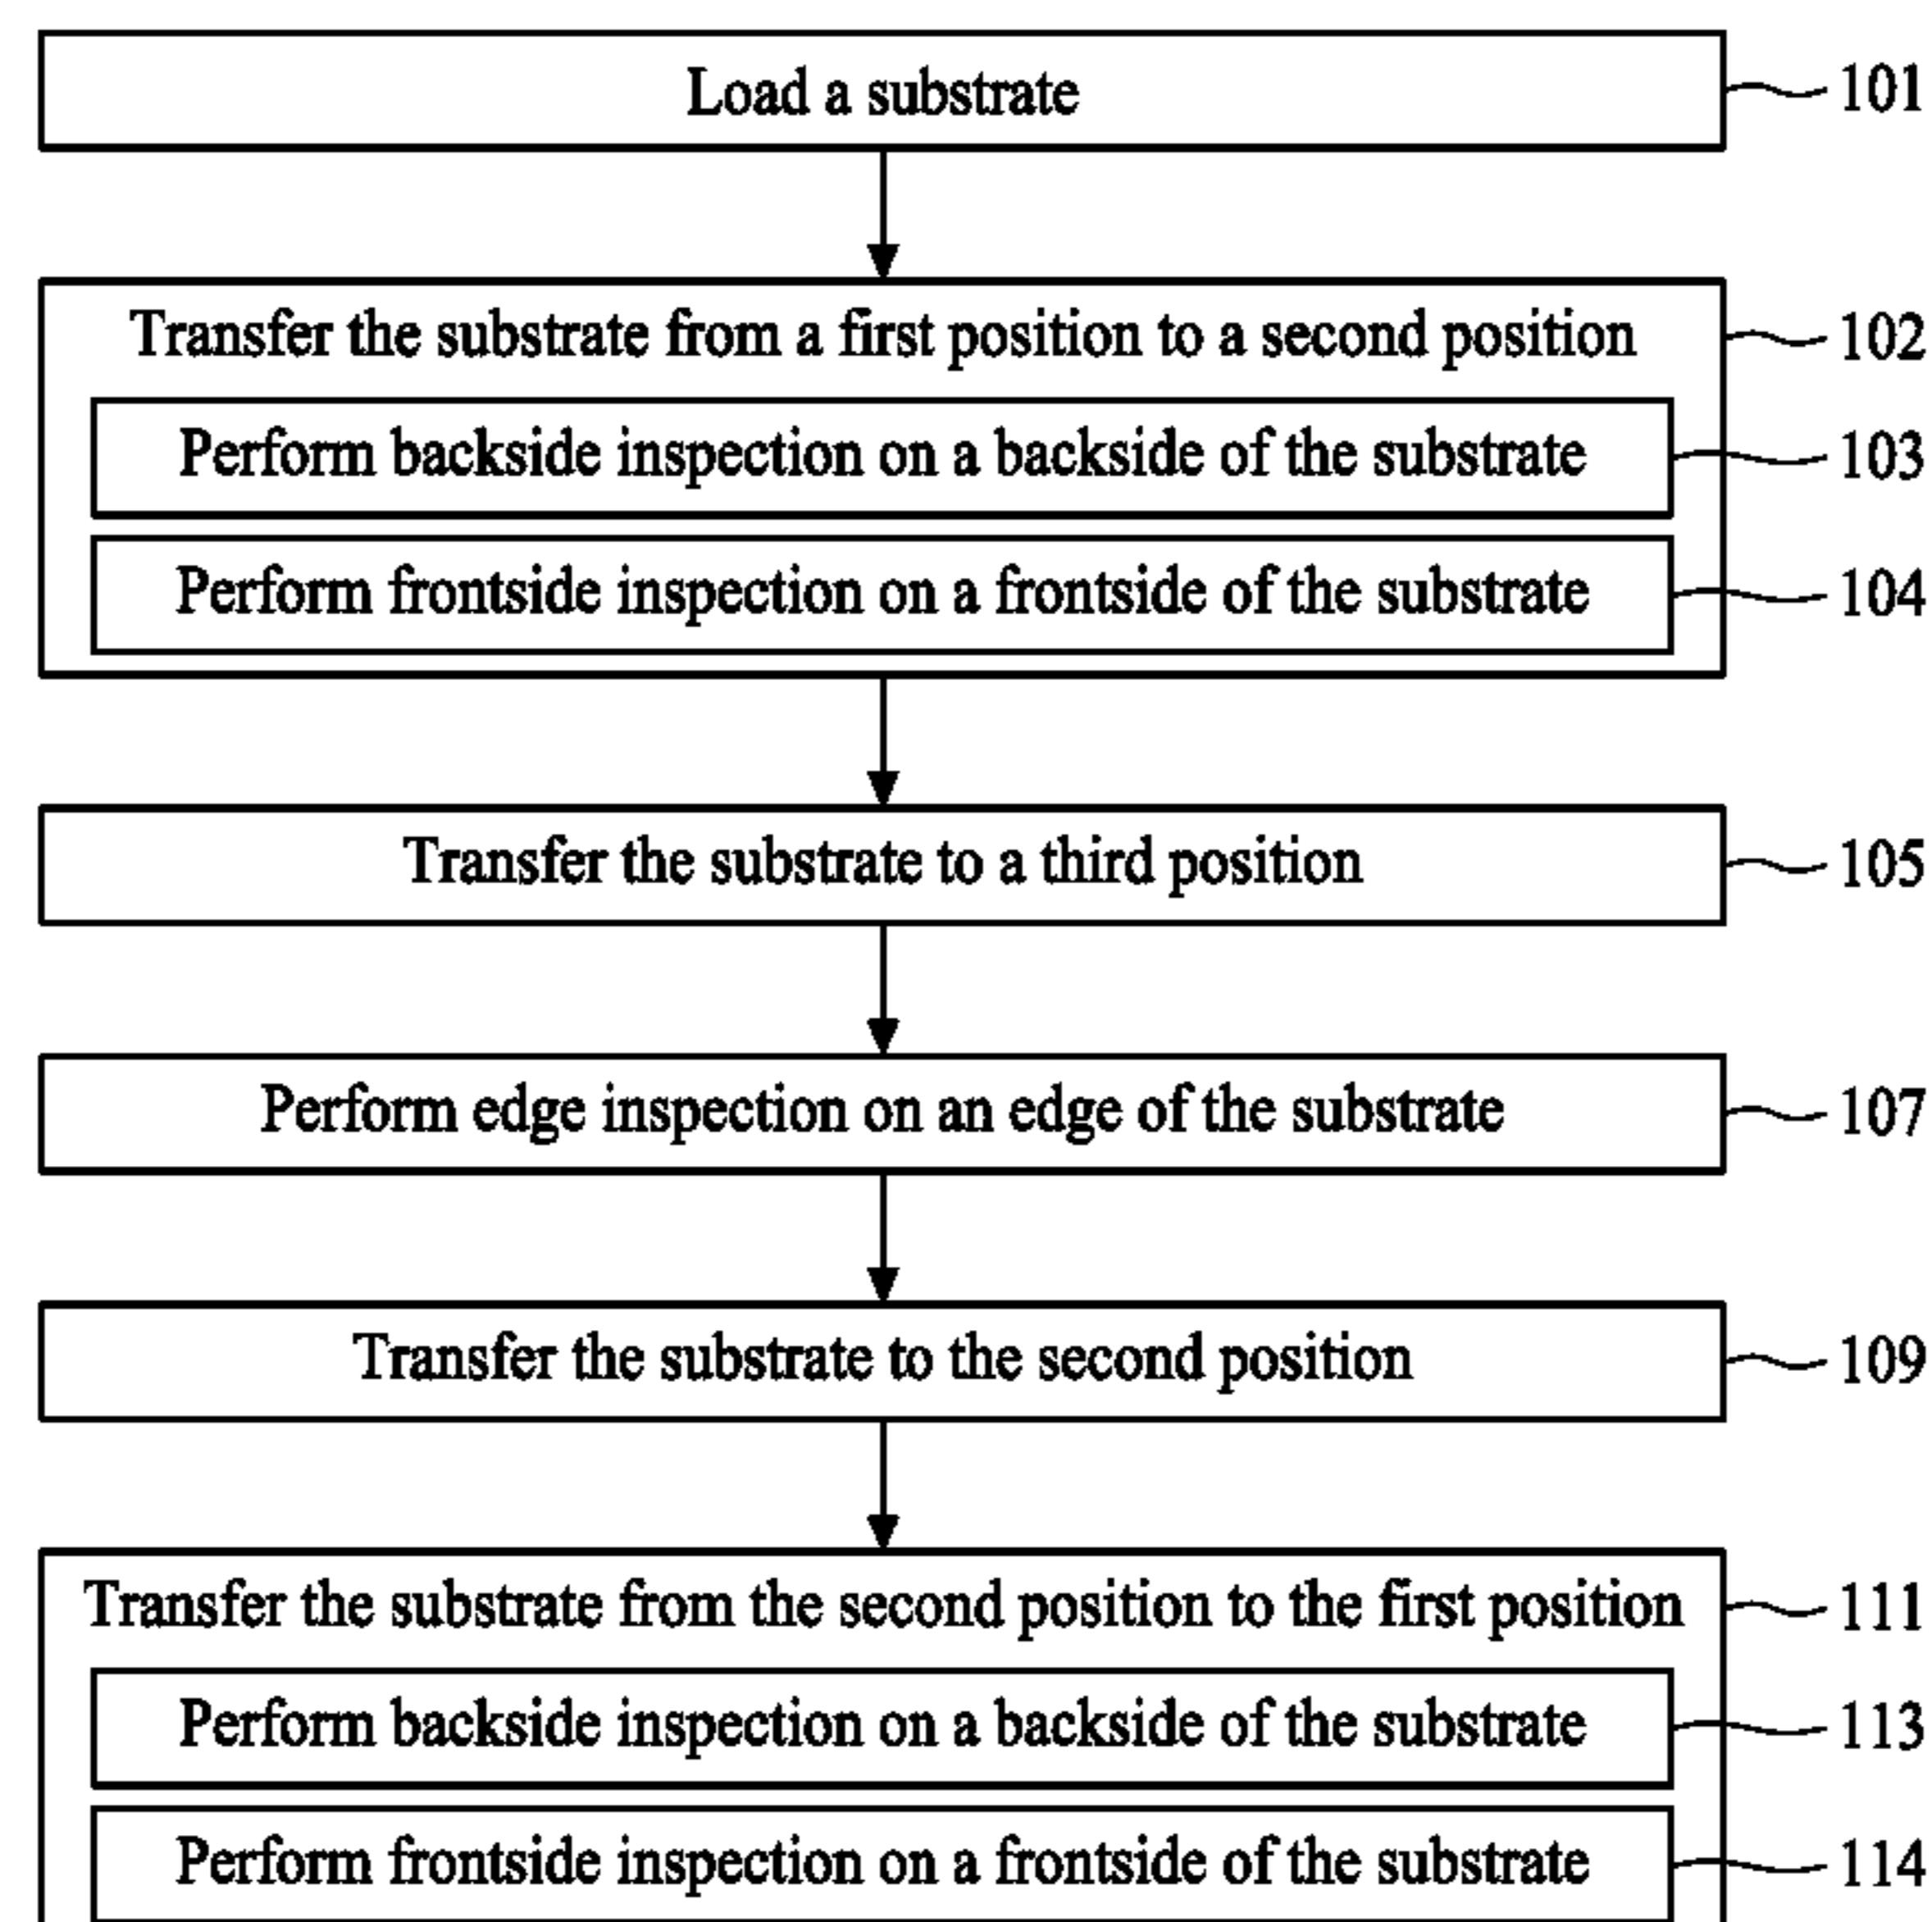 Load a substrate 101
Transfer the substrate from a first position to a second position 102
Perform backside inspection on a backside of the substrate 103
Perform frontside inspection on a frontside of the substrate 104
Transfer the substrate to a third position 105
Perform edge inspection on an edge of the substrate 107
Transfer the substrate to the second position 109
Transfer the substrate from the second position to the first position 111
Perform backside inspection on a backside of the substrate 113
Perform frontside inspection on a frontside of the substrate 114